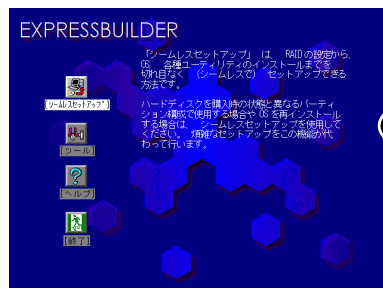 EXPRESSBUILDER
「シームレスセットアップ」 は、 RAIDの設定から、
OS、 各種ユーティリティのインストールまでを
切れ目なく (シームレスで) セットアップできる
方法です。
ハードディスクを購入時の状態と異なるパーティ
ション構成で使用する場合や OS を再インストール
する場合は、 シームレスセットアップを使用して
ください。 煩雑なセットアップをこの機能が代
わって行います。
[シームレスセットアップ]
[ツール]
[ヘルプ]
[終了]